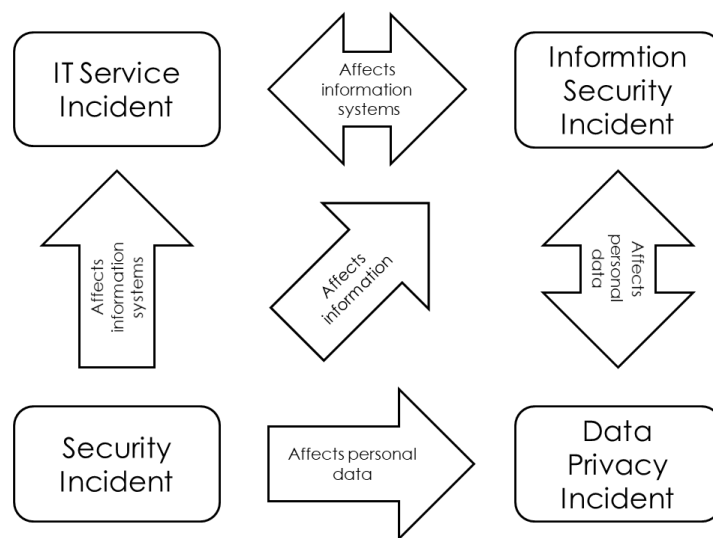 IT Service
Incident
Affects
information
systems
Informtion
Security
Incident
Affects
information
systems
Affects
information
Affects
personal
data
Security
Incident
Affects personal
data
Data
Privacy
Incident